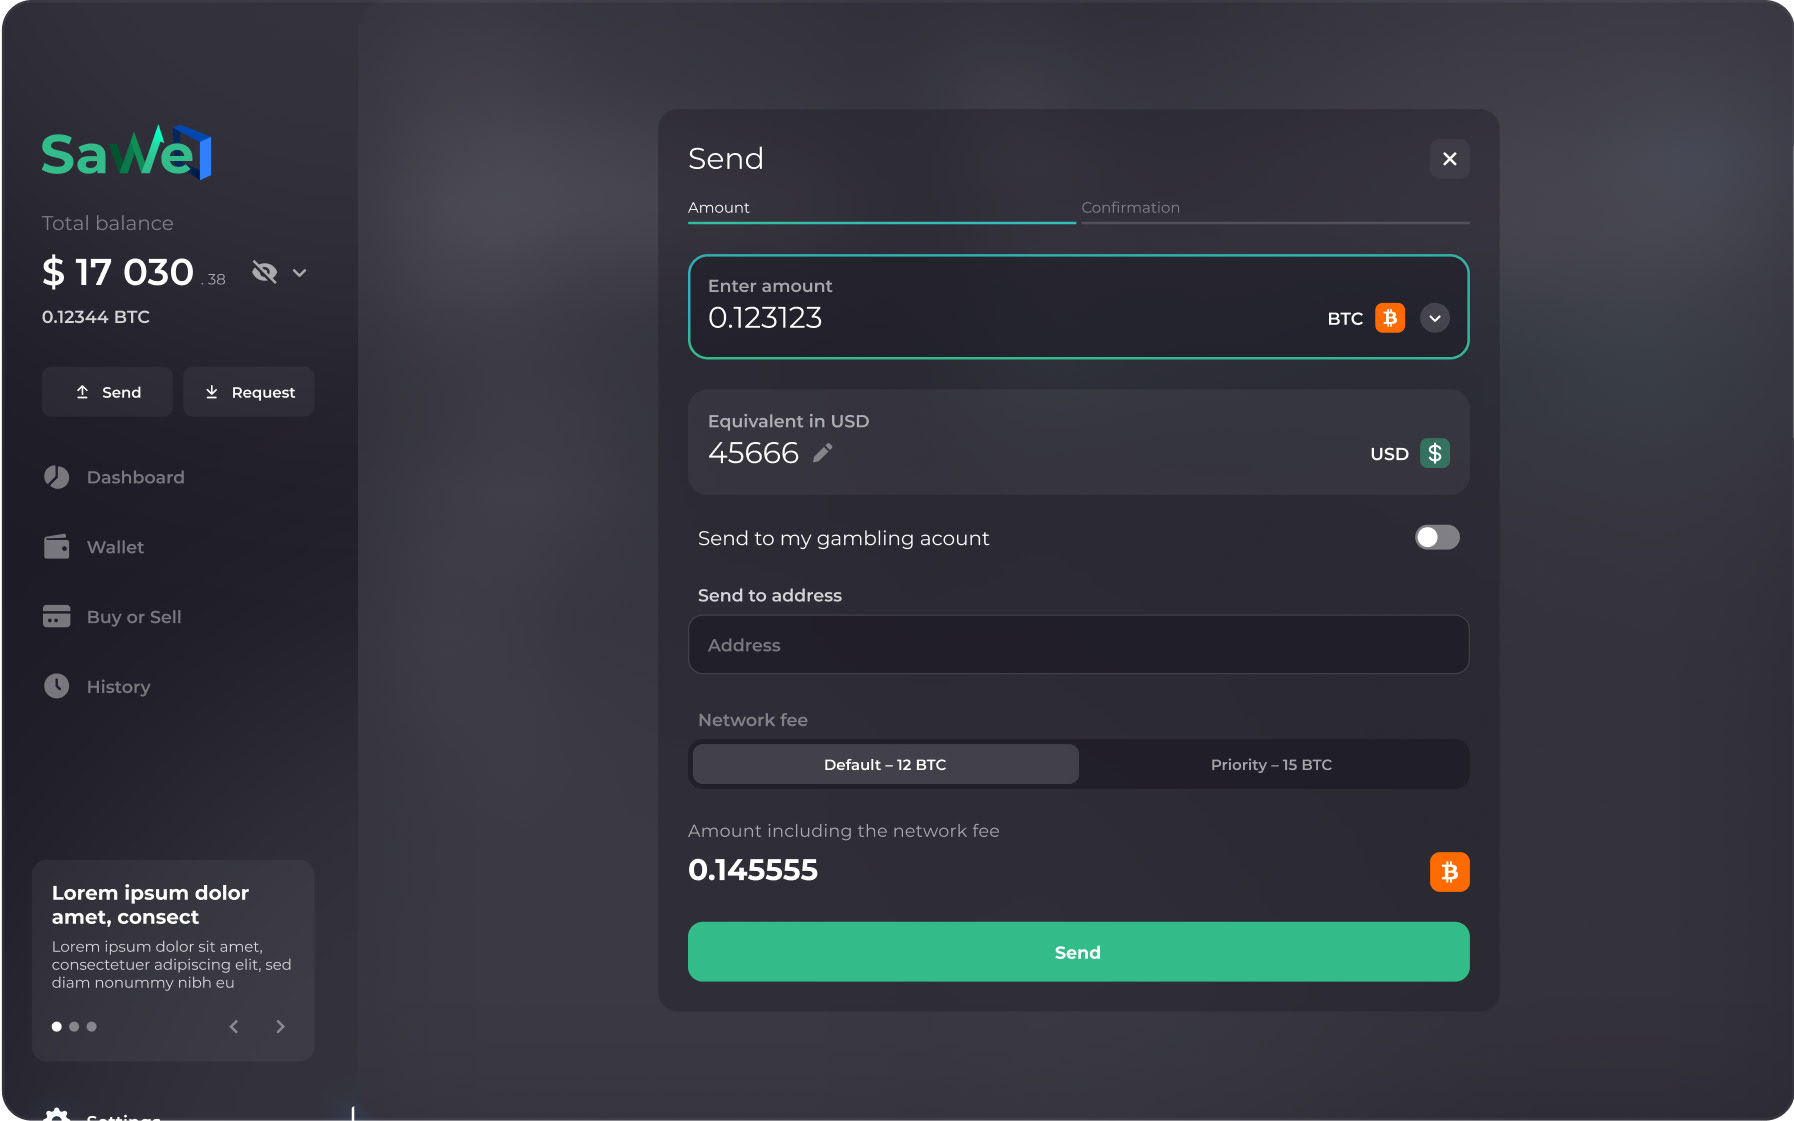 SaWe
Total balance
$ 17 030 . 38
0.12344 BTC
Send
Request
Dashboard
Wallet
Buy or Sell
History
Lorem ipsum dolor
amet, consect
Lorem ipsum dolor sit amet,
consectetuer adipiscing elit, sed
diam nonummy nibh eu
Settings
Send
Amount
Confirmation
Enter amount
0.123123
BTC
Equivalent in USD
45666
USD $
Send to my gambling acount
Send to address
Address
Network fee
Default – 12 BTC
Priority – 15 BTC
Amount including the network fee
0.145555
Send